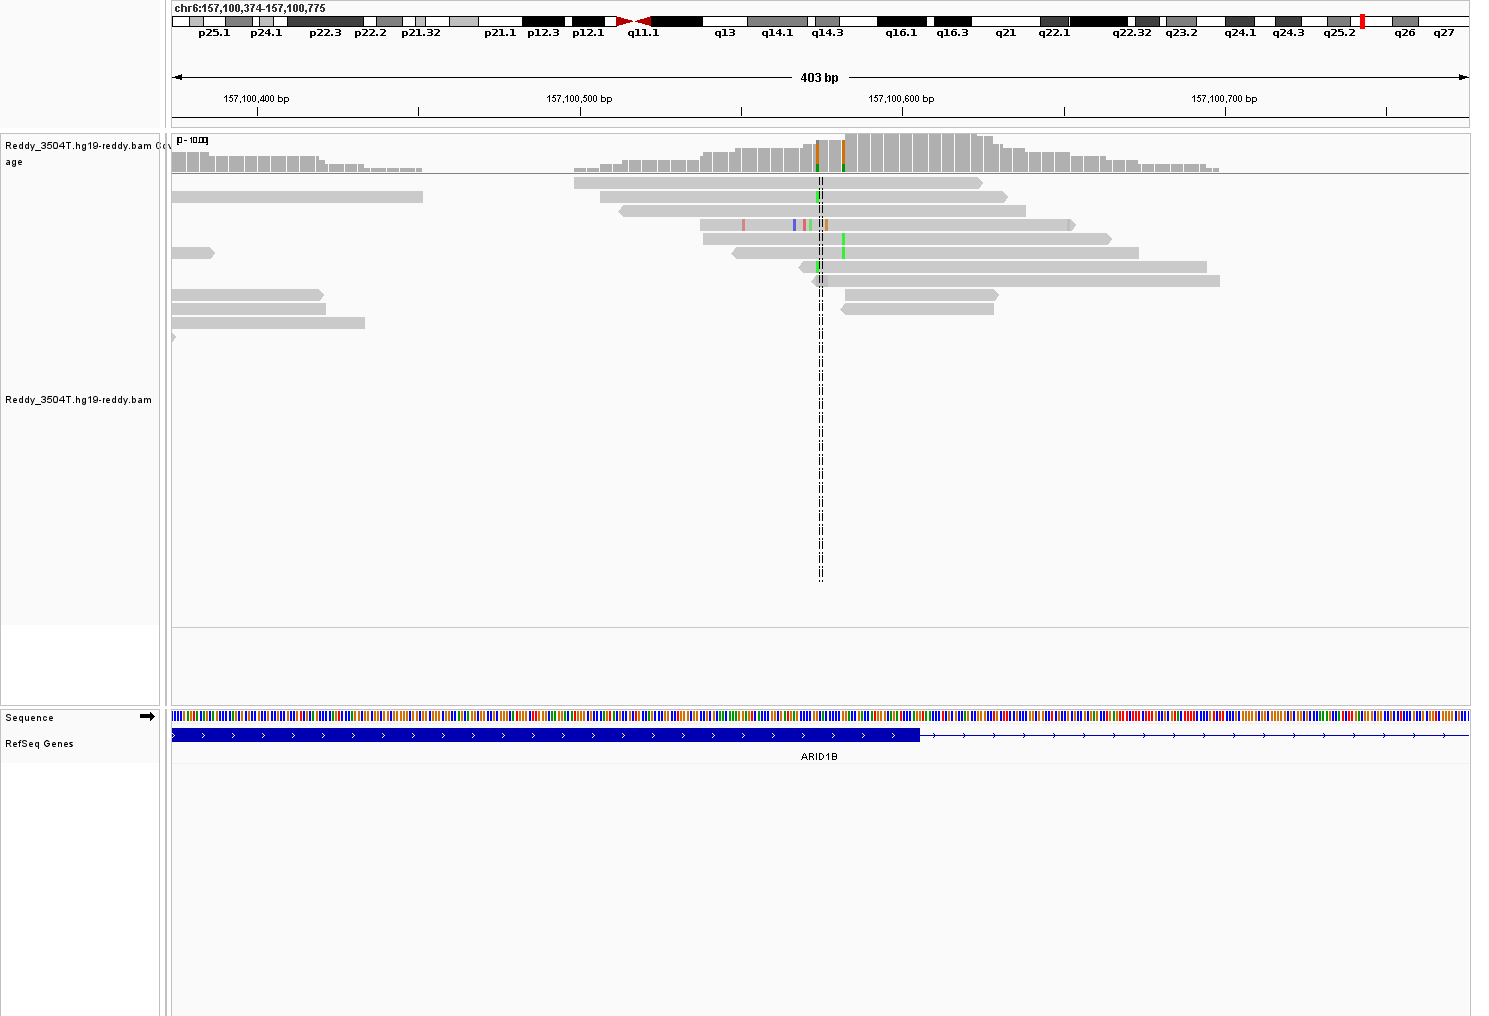 chr6:157,100,374-157,100,775
p25.1 p24.1 p22.3 p22.2 p21.32 p21.1 p12.3 p12.1 q11.1 q13 q14.1 q14.3 q16.1 q16.3 q21 q22.1 q22.32 q23.2 q24.1 q24.3 q25.2 q26 q27
403 bp
157,100,400 bp 157,100,500 bp 157,100,600 bp 157,100,700 bp
Reddy_3504T.hg19-reddy.bam Cov
age
[0 - 10.00]
Reddy_3504T.hg19-reddy.bam
Sequence
RefSeq Genes
ARID1B